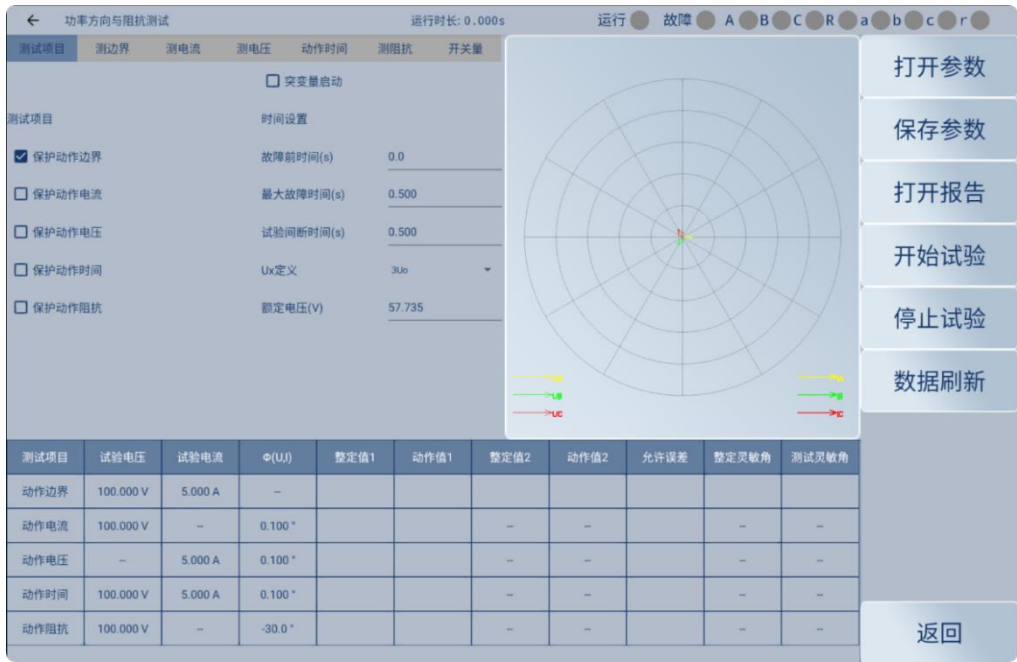 ← 功率方向与阻抗测试 运行时长: 0.000s 运行 故障 A B C R a b c r
测试项目 测边界 测电流 测电压 动作时间 测阻抗 开关量
突变量启动
测试项目 时间设置
保护动作边界 故障前时间(s) 0.0
保护动作电流 最大故障时间(s) 0.500
保护动作电压 试验间断时间(s) 0.500
保护动作时间 Ux定义 3Uo
保护动作阻抗 额定电压(V) 57.735
UB IB
UC IC
打开参数
保存参数
打开报告
开始试验
停止试验
数据刷新
测试项目 试验电压 试验电流 Φ(U,I) 整定值1 动作值1 整定值2 动作值2 允许误差 整定灵敏角 测试灵敏角
动作边界 100.000 V 5.000 A --
动作电流 100.000 V -- 0.100 ° -- -- -- --
动作电压 -- 5.000 A 0.100 ° -- -- -- --
动作时间 100.000 V 5.000 A 0.100 ° -- -- -- --
动作阻抗 100.000 V -- -30.0 ° -- -- -- --
返回